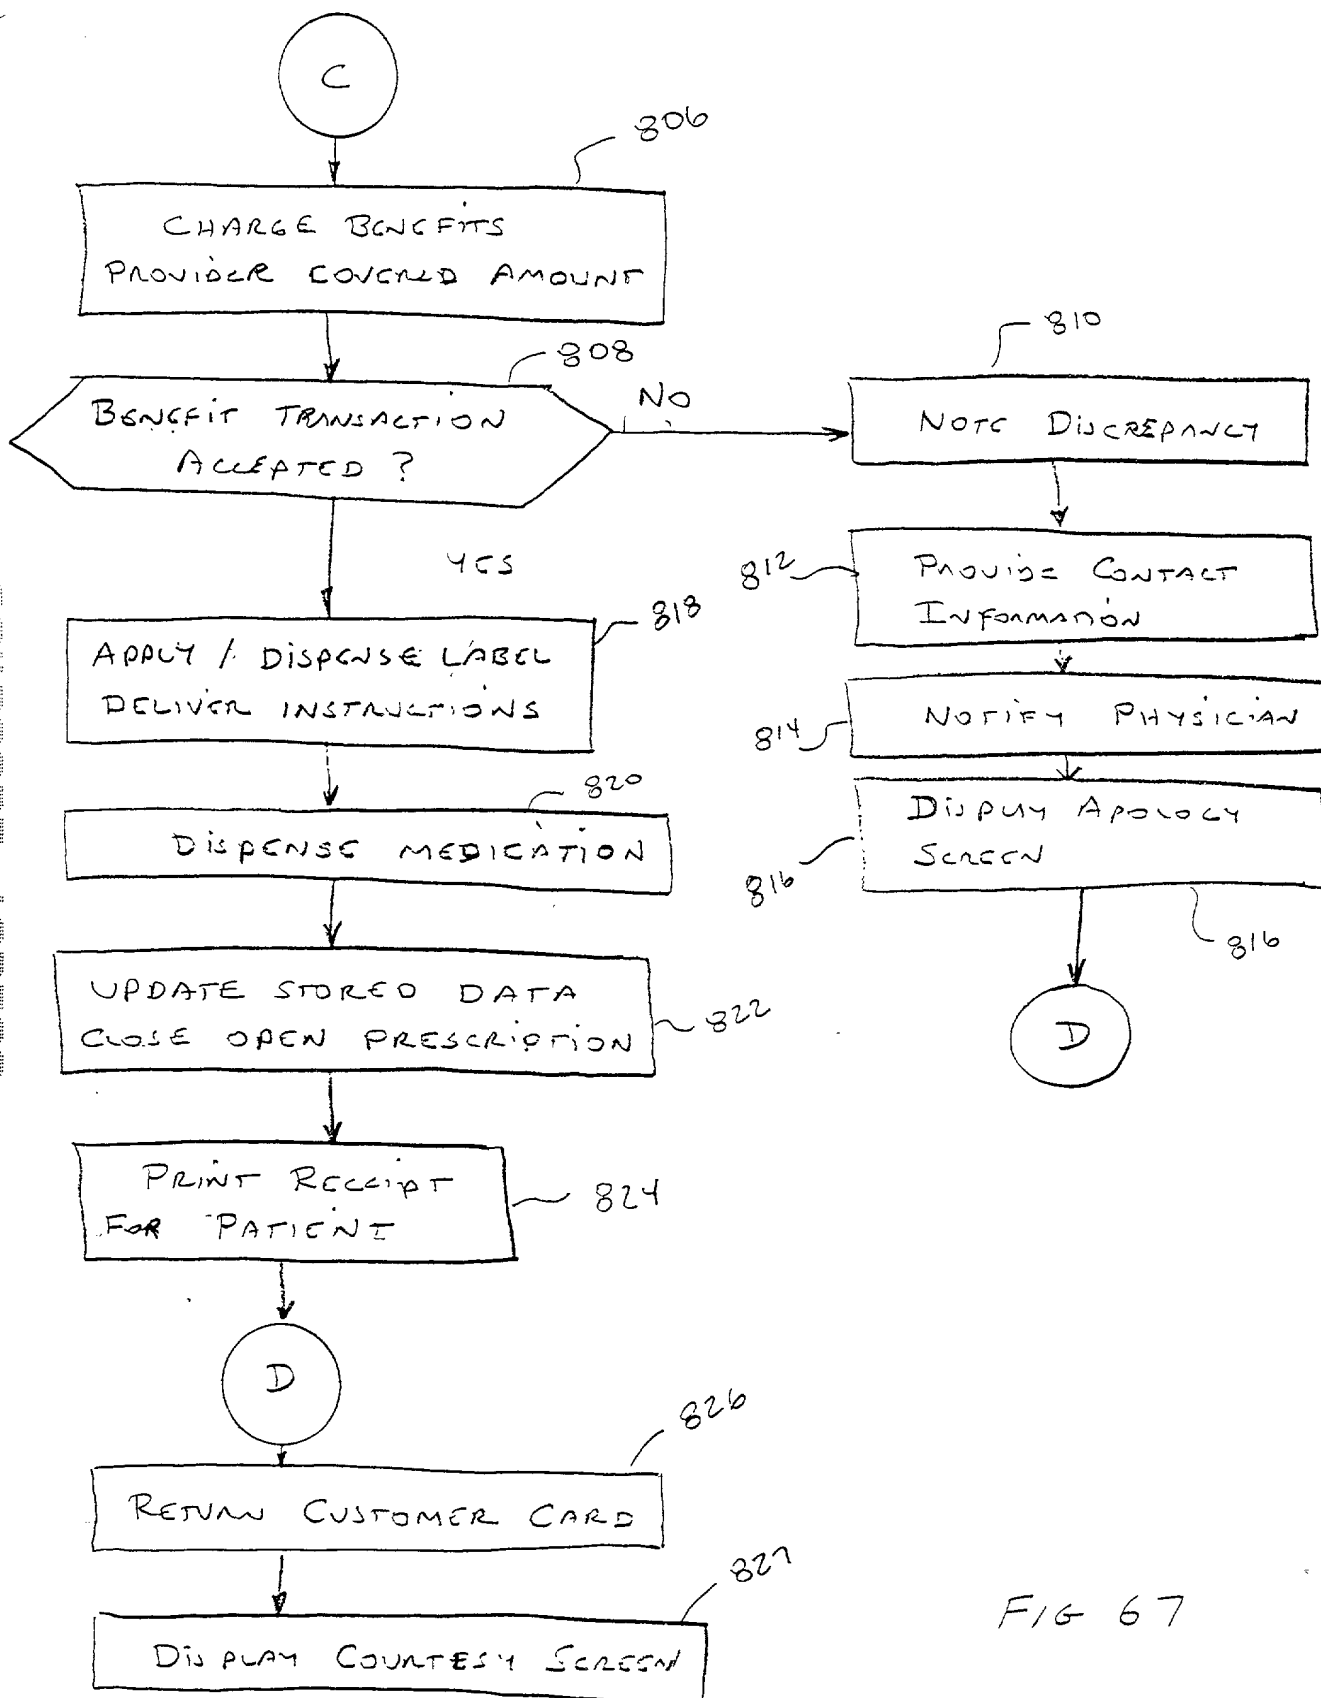 C
806
CHARGE BENEFITS
PROVIDER COVERED AMOUNT
808
BENEFIT TRANSACTION
ACCEPTED ?
NO
810
NOTE DISCREPANCY
YES
812
PROVIDE CONTACT
INFORMATION
818
APPLY / DISPENSE LABEL
DELIVER INSTRUCTIONS
814
NOTIFY PHYSICIAN
820
DISPENSE MEDICATION
DISPLAY APOLOGY
SCREEN
816
816
D
UPDATE STORED DATA
CLOSE OPEN PRESCRIPTION
822
PRINT RECEIPT
FOR PATIENT
824
D
826
RETURN CUSTOMER CARD
827
DISPLAY COURTESY SCREEN
FIG 67